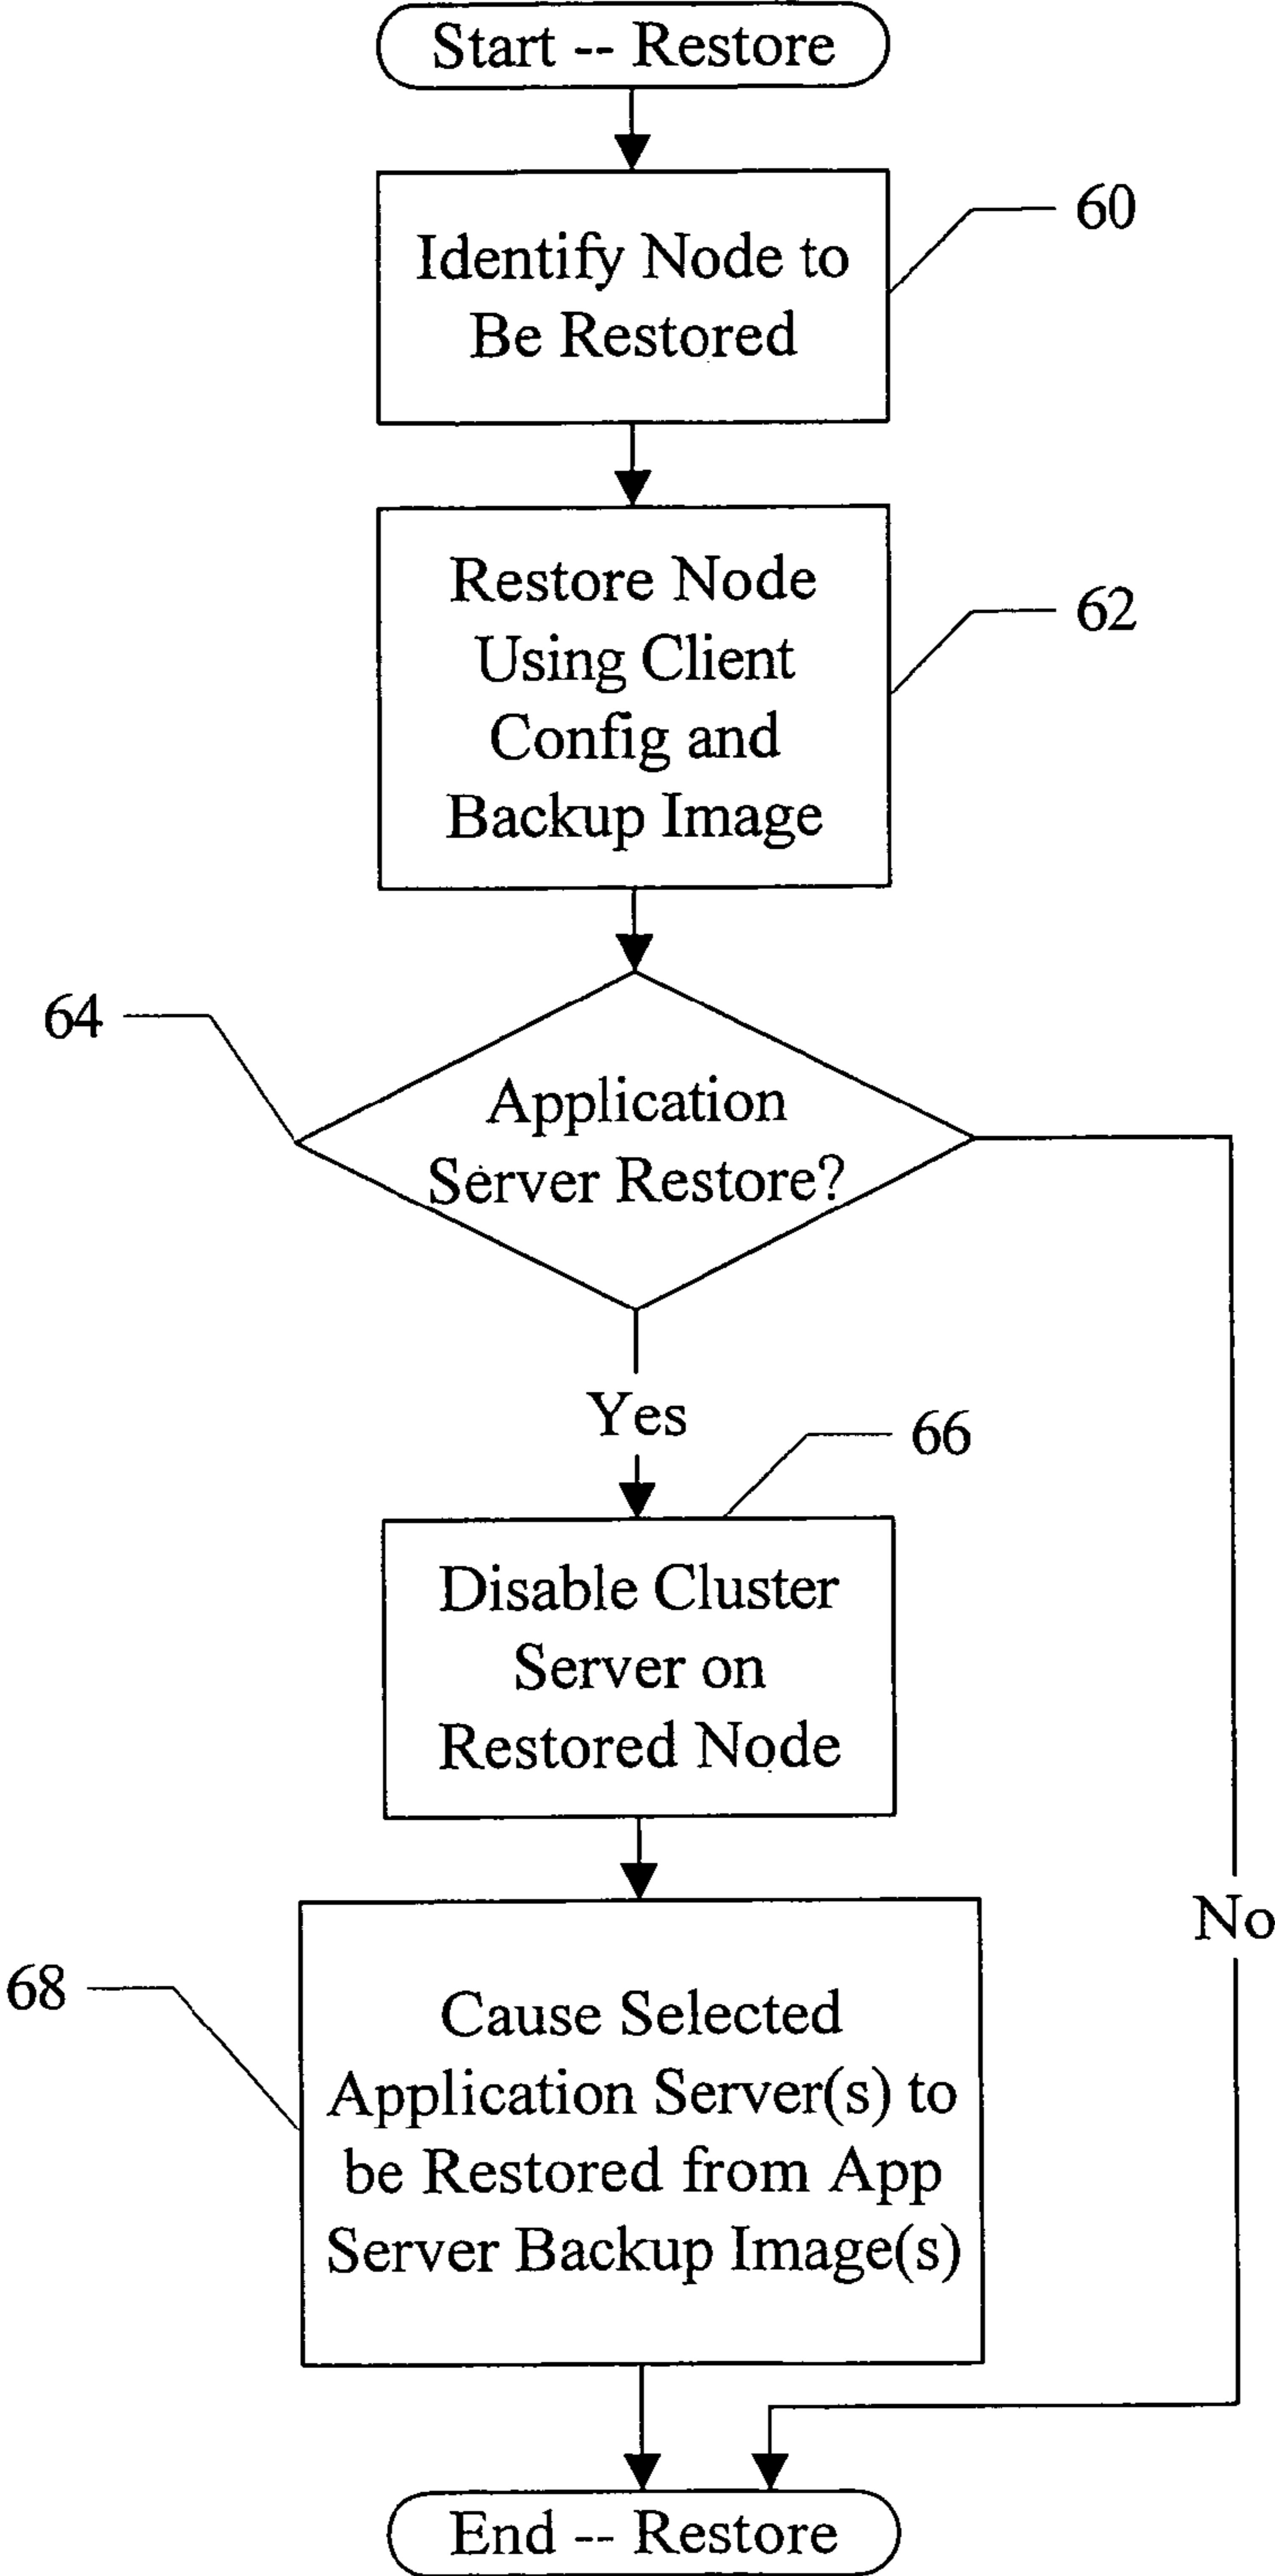 Start -- Restore
60
Identify Node to
Be Restored
62
Restore Node
Using Client
Config and
Backup Image
64
Application
Server Restore?
Yes
66
Disable Cluster
Server on
Restored Node
No
68
Cause Selected
Application Server(s) to
be Restored from App
Server Backup Image(s)
End -- Restore